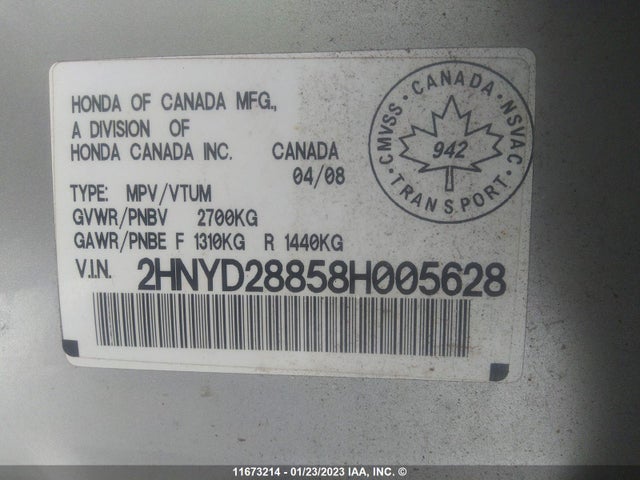 HONDA OF CANADA MFG.,
A DIVISION OF
HONDA CANADA INC. CANADA
04/08
TYPE: MPV/VTUM
GVWR/PNBV 2700KG
GAWR/PNBE F 1310KG R 1440KG
V.I.N. 2HNYD28858H005628
CMVSS · CANADA · NSVAC
942
· TRANSPORT ·
11673214 - 01/23/2023 IAA, INC. ©